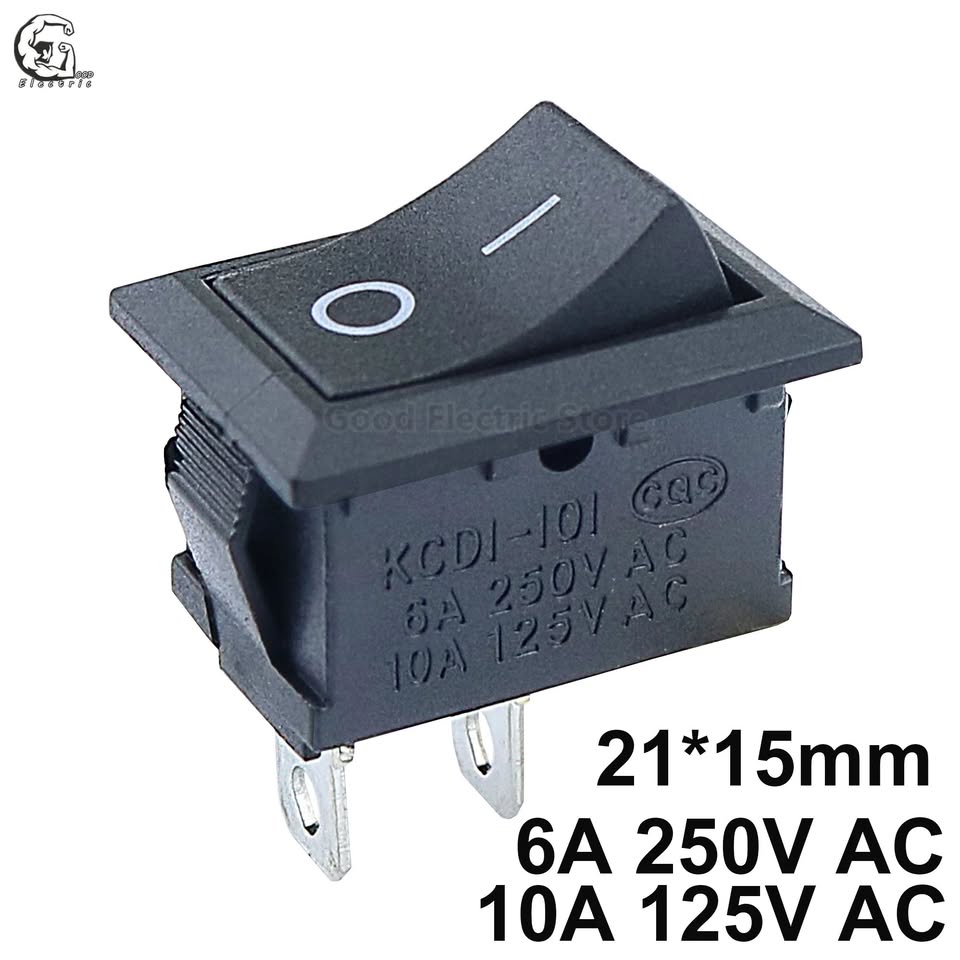 GOOD
Electric
O
Good Electric Store
KCD1-101 CQC
6A 250V AC
10A 125V AC
21*15mm
6A 250V AC
10A 125V AC